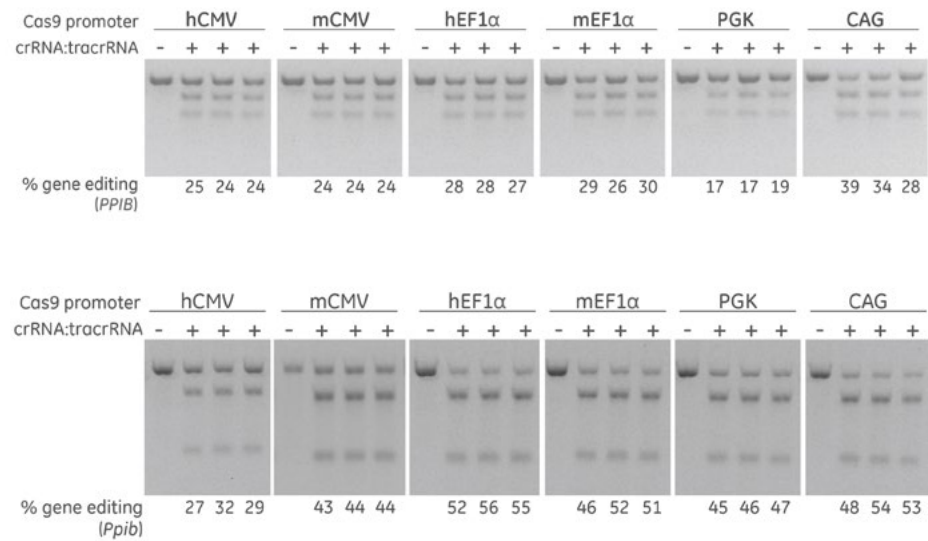 Cas9 promoter hCMV mCMV hEF1α mEF1α PGK CAG
crRNA:tracrRNA - + + + - + + + - + + + - + + + - + + + - + + +
% gene editing 25 24 24 24 24 24 28 28 27 29 26 30 17 17 19 39 34 28
(PPIB)
Cas9 promoter hCMV mCMV hEF1α mEF1α PGK CAG
crRNA:tracrRNA - + + + - + + + - + + + - + + + - + + + - + + +
% gene editing 27 32 29 43 44 44 52 56 55 46 52 51 45 46 47 48 54 53
(Ppib)